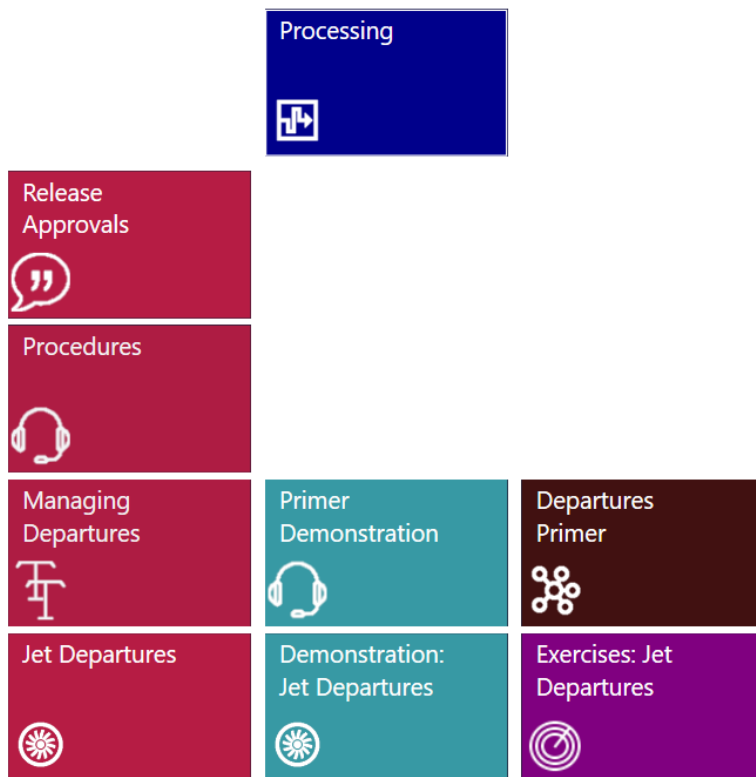 Processing
Release
Approvals
Procedures
Managing
Departures
Primer
Demonstration
Departures
Primer
Jet Departures
Demonstration:
Jet Departures
Exercises: Jet
Departures